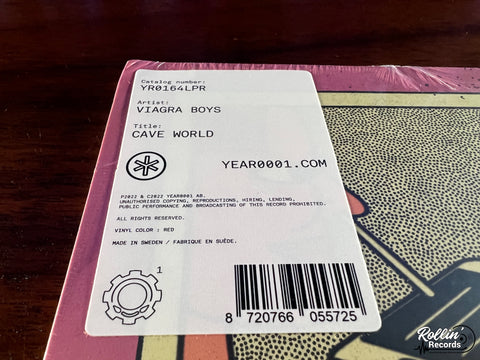 Catalog number:
YR0164LPR
Artist:
VIAGRA BOYS
Title:
CAVE WORLD
YEAR0001.COM
P2022 & C2022 YEAR0001 AB.
UNAUTHORISED COPYING, REPRODUCTIONS, HIRING, LENDING,
PUBLIC PERFORMANCE AND BROADCASTING OF THIS RECORD PROHIBITED.
ALL RIGHTS RESERVED.
VINYL COLOR : RED
MADE IN SWEDEN / FABRIQUE EN SUÉDE.
1
8 720766 055725
Rollin'
Records